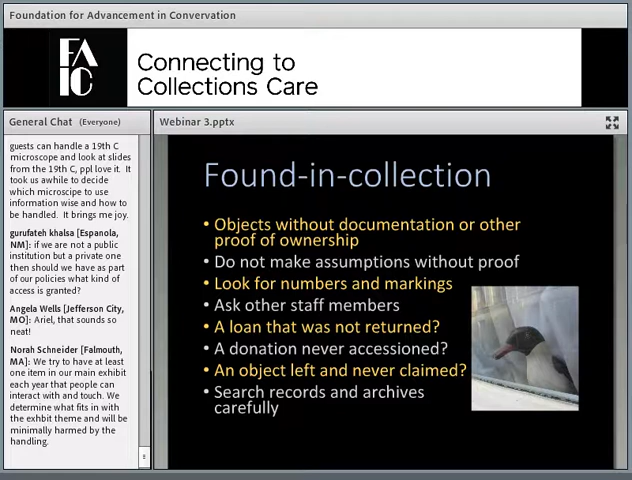 Foundation for Advancement in Convervation
FA
IC
Connecting to
Collections Care
General Chat (Everyone)
guests can handle a 19th C
microscope and look at slides
from the 19th C, ppl love it. It
took us awhile to decide
which microscipe to use
information wise and how to
be handled. It brings me joy.
gurufateh khalsa [Espanola,
NM]: if we are not a public
institution but a private one
then should we have as part
of our policies what kind of
access is granted?
Angela Wells [Jefferson City,
MO]: Ariel, that sounds so
neat!
Norah Schneider [Falmouth,
MA]: We try to have at least
one item in our main exhibit
each year that people can
interact with and touch. We
determine what fits in with
the exhbit theme and will be
minimally harmed by the
handling.
Webinar 3.pptx
Found-in-collection
• Objects without documentation or other
proof of ownership
• Do not make assumptions without proof
• Look for numbers and markings
• Ask other staff members
• A loan that was not returned?
• A donation never accessioned?
• An object left and never claimed?
• Search records and archives
carefully